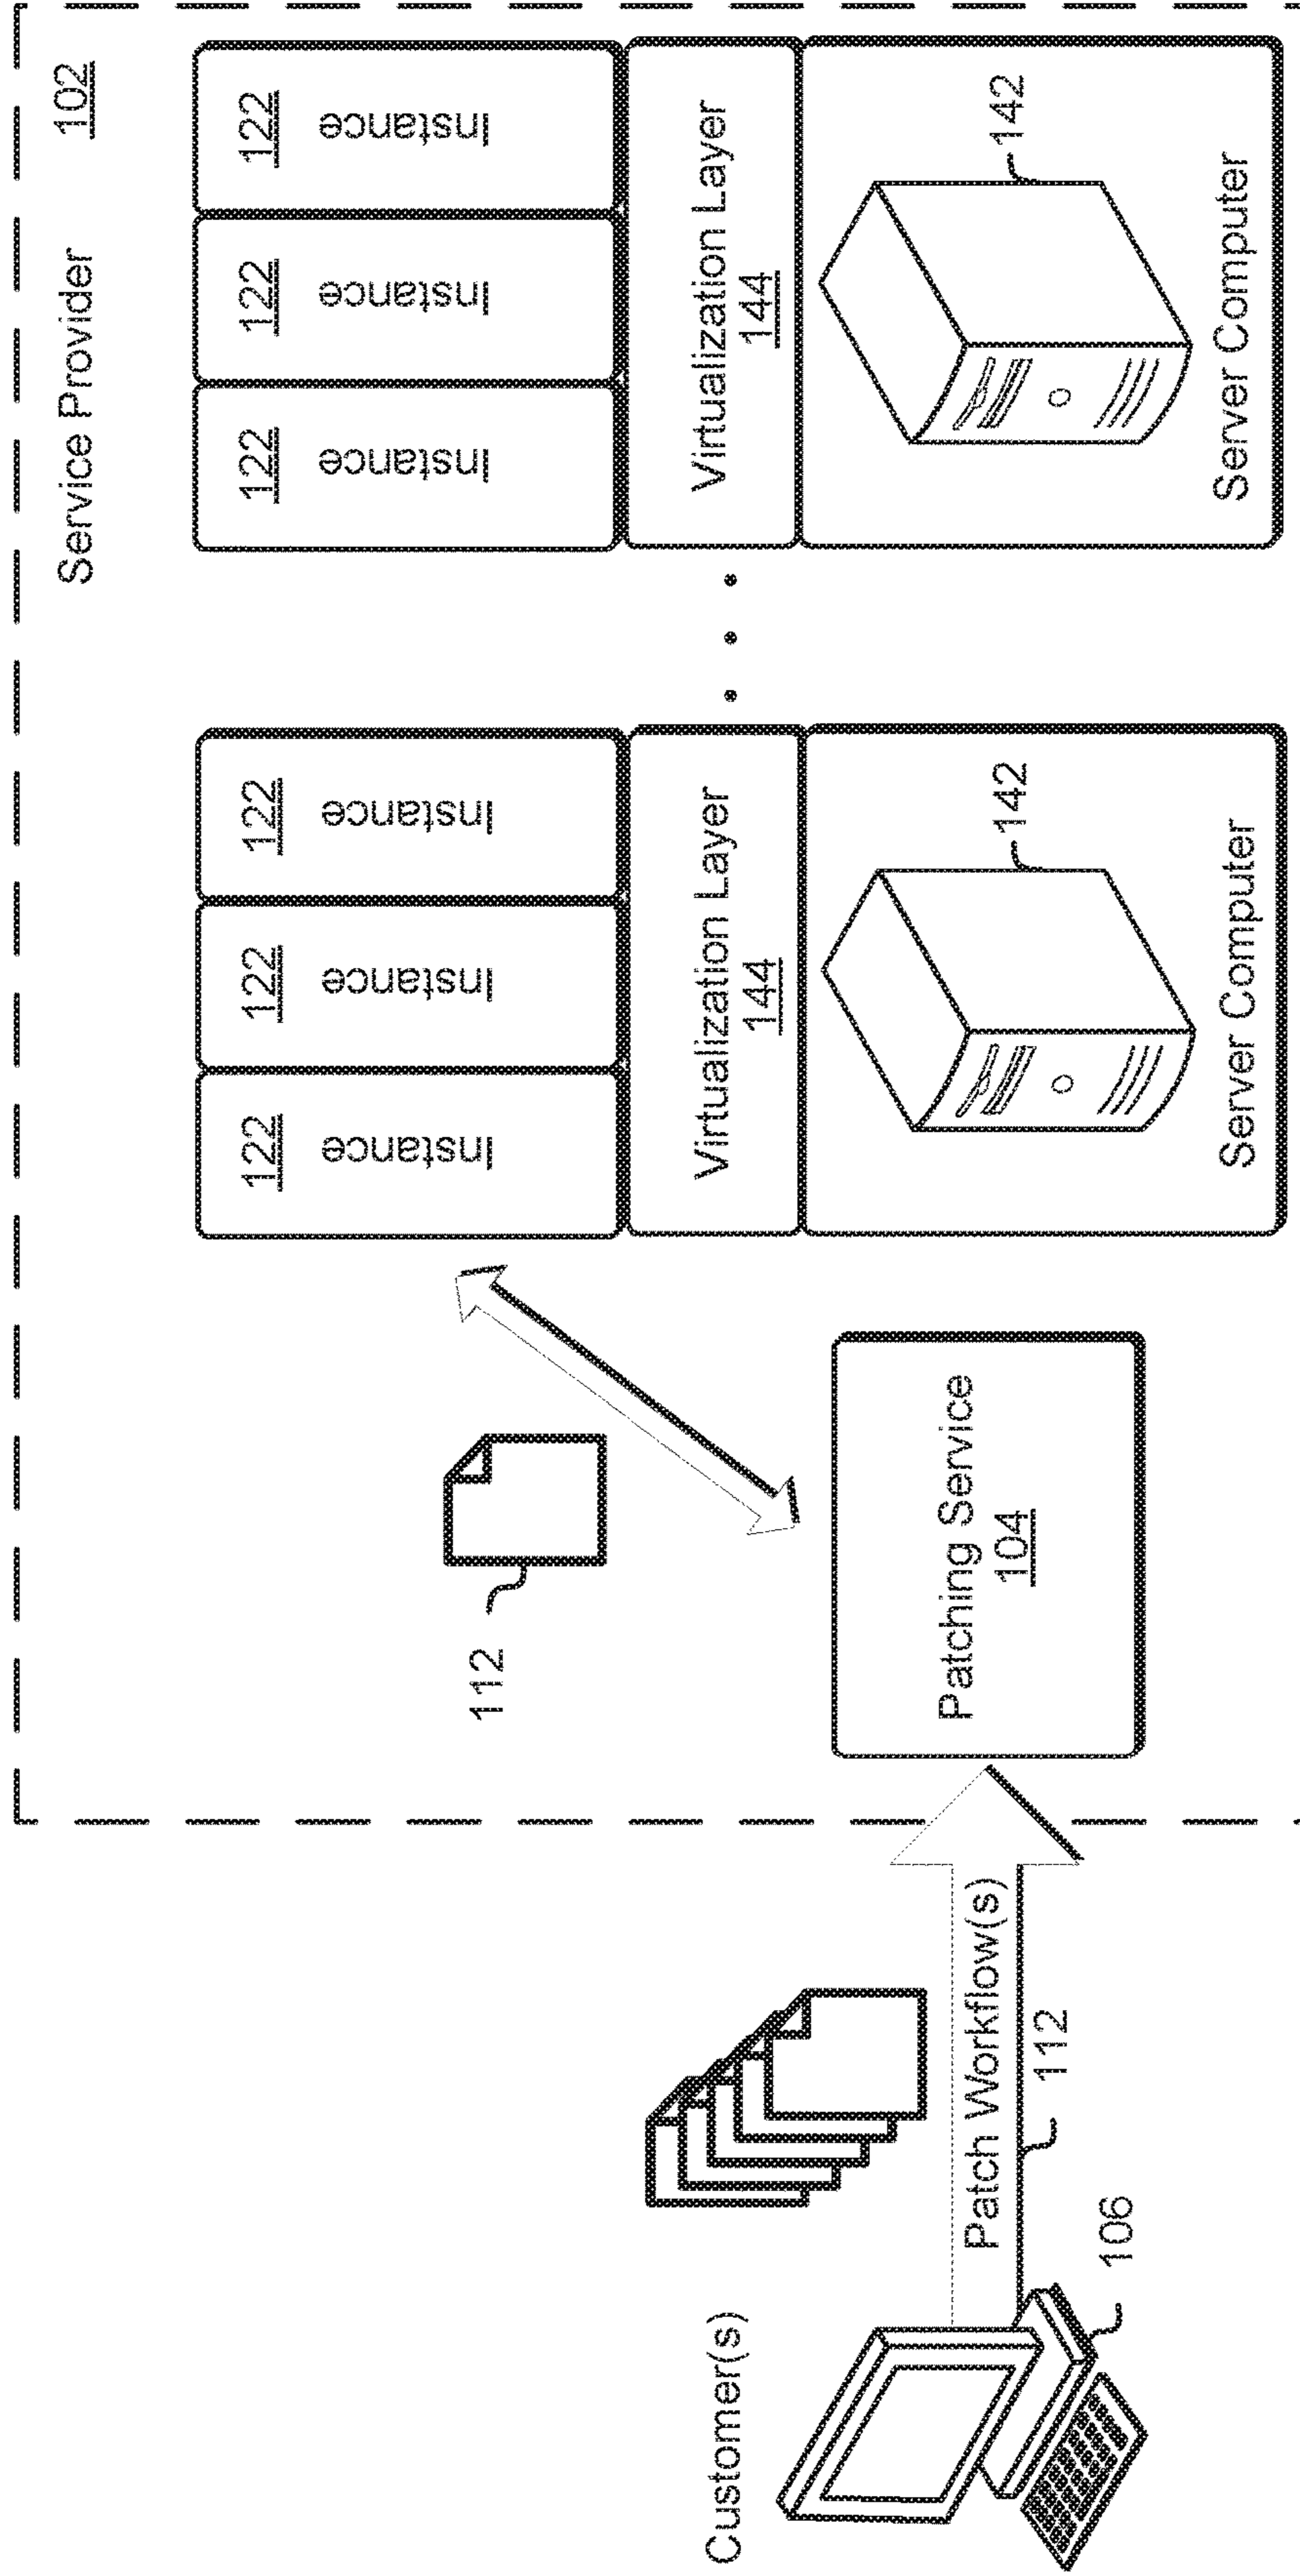 Service Provider 102
122
Instance
122
Instance
122
Instance
Virtualization Layer
144
142
Server Computer
122
Instance
122
Instance
122
Instance
Virtualization Layer
144
142
Server Computer
112
Patching Service
104
Customer(s)
Patch Workflow(s)
112
106